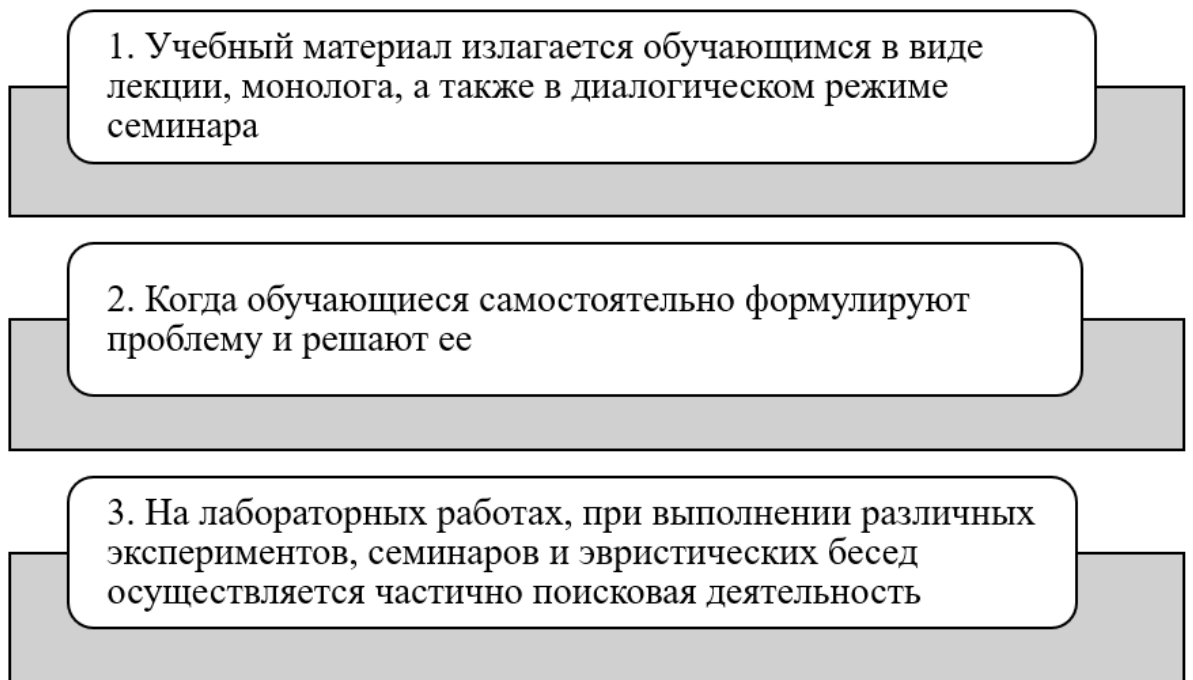 1. Учебный материал излагается обучающимся в виде
лекции, монолога, а также в диалогическом режиме
семинара
2. Когда обучающиеся самостоятельно формулируют
проблему и решают ее
3. На лабораторных работах, при выполнении различных
экспериментов, семинаров и эвристических бесед
осуществляется частично поисковая деятельность